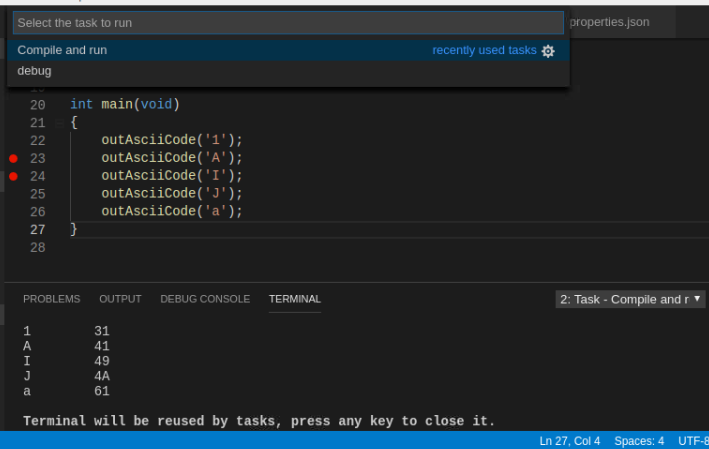 Select the task to run
properties.json
Compile and run recently used tasks
debug
19
20 int main(void)
21 {
22 outAsciiCode('1');
23 outAsciiCode('A');
24 outAsciiCode('I');
25 outAsciiCode('J');
26 outAsciiCode('a');
27 }
28
PROBLEMS OUTPUT DEBUG CONSOLE TERMINAL 2: Task - Compile and r
1 31
A 41
I 49
J 4A
a 61
Terminal will be reused by tasks, press any key to close it.
Ln 27, Col 4 Spaces: 4 UTF-8